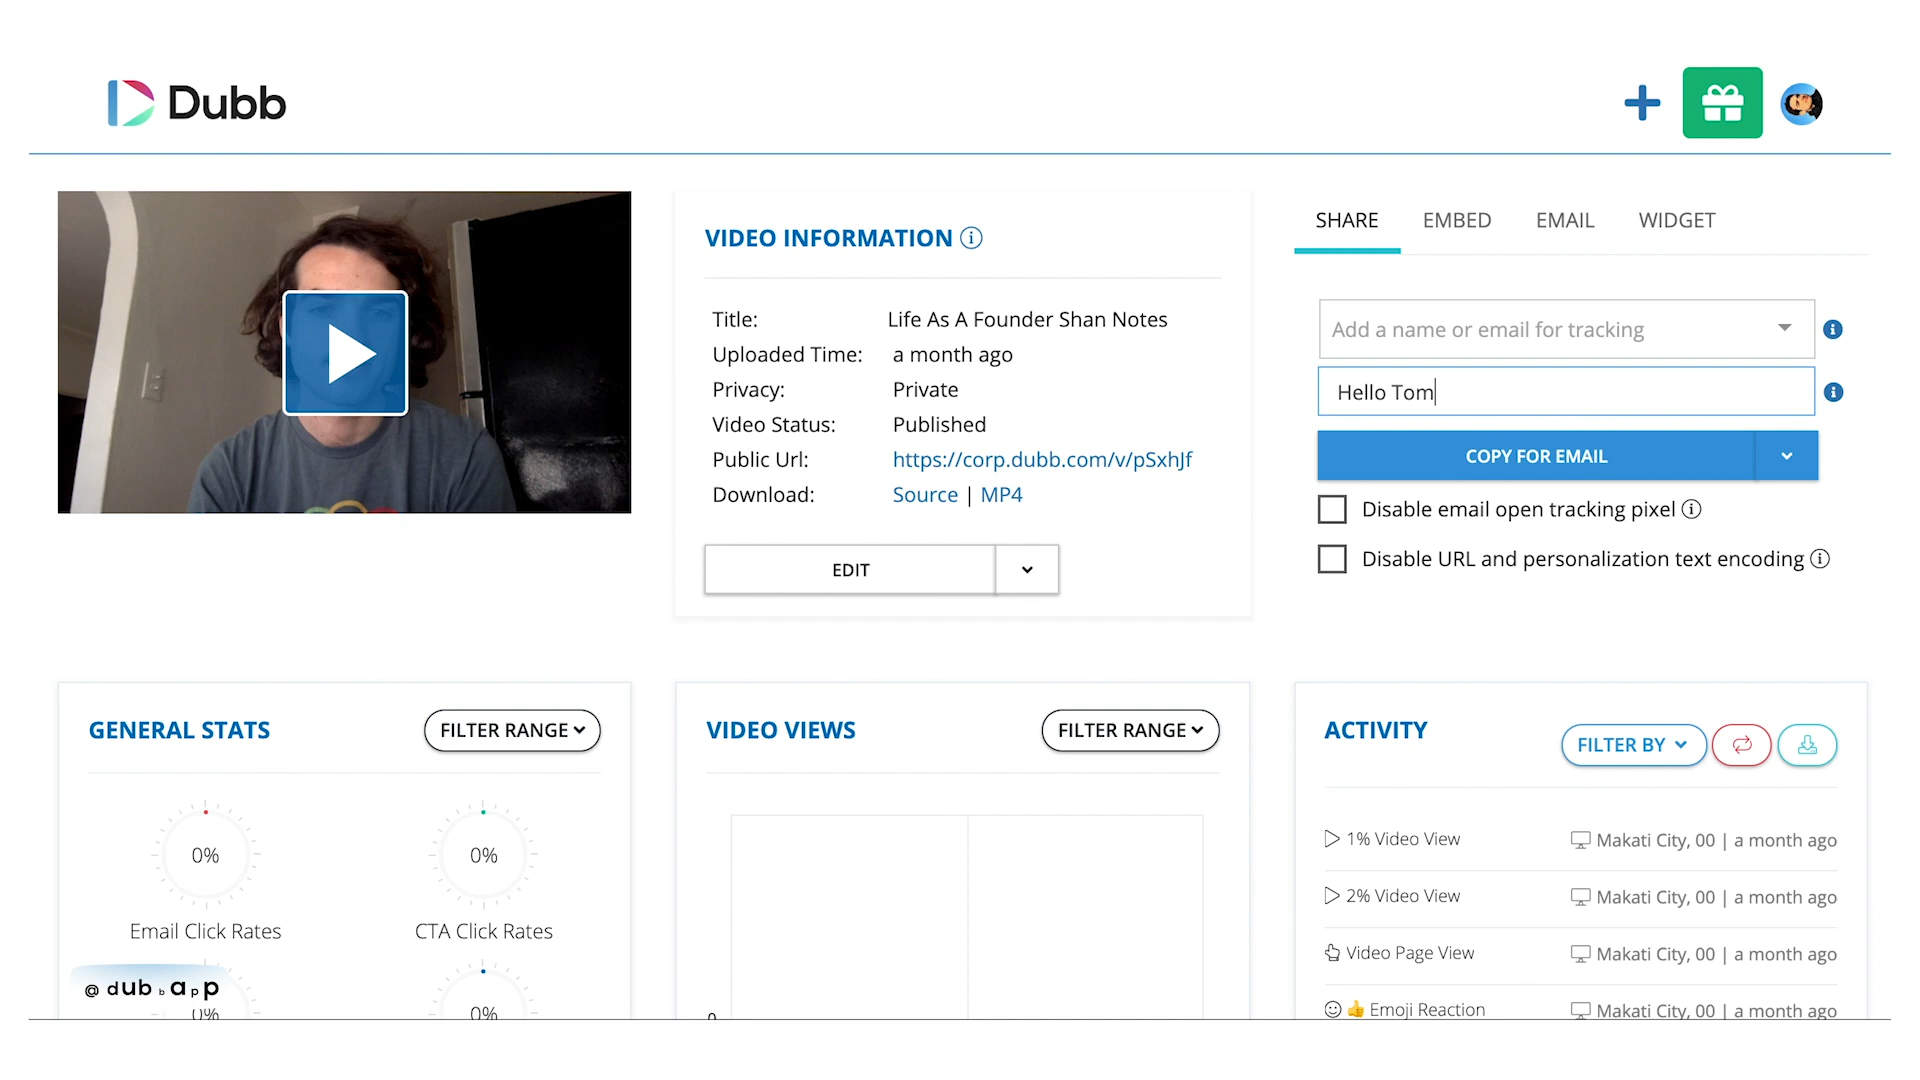 Dubb
VIDEO INFORMATION
Title: Life As A Founder Shan Notes
Uploaded Time: a month ago
Privacy: Private
Video Status: Published
Public Url: https://corp.dubb.com/v/pSxhJf
Download: Source | MP4
EDIT
SHARE EMBED EMAIL WIDGET
Add a name or email for tracking
Hello Tom
COPY FOR EMAIL
Disable email open tracking pixel
Disable URL and personalization text encoding
GENERAL STATS FILTER RANGE
0% 0%
Email Click Rates CTA Click Rates
@dubbapp
0% 0%
VIDEO VIEWS FILTER RANGE
0
ACTIVITY FILTER BY
1% Video View Makati City, 00 | a month ago
2% Video View Makati City, 00 | a month ago
Video Page View Makati City, 00 | a month ago
👍 Emoji Reaction Makati City, 00 | a month ago